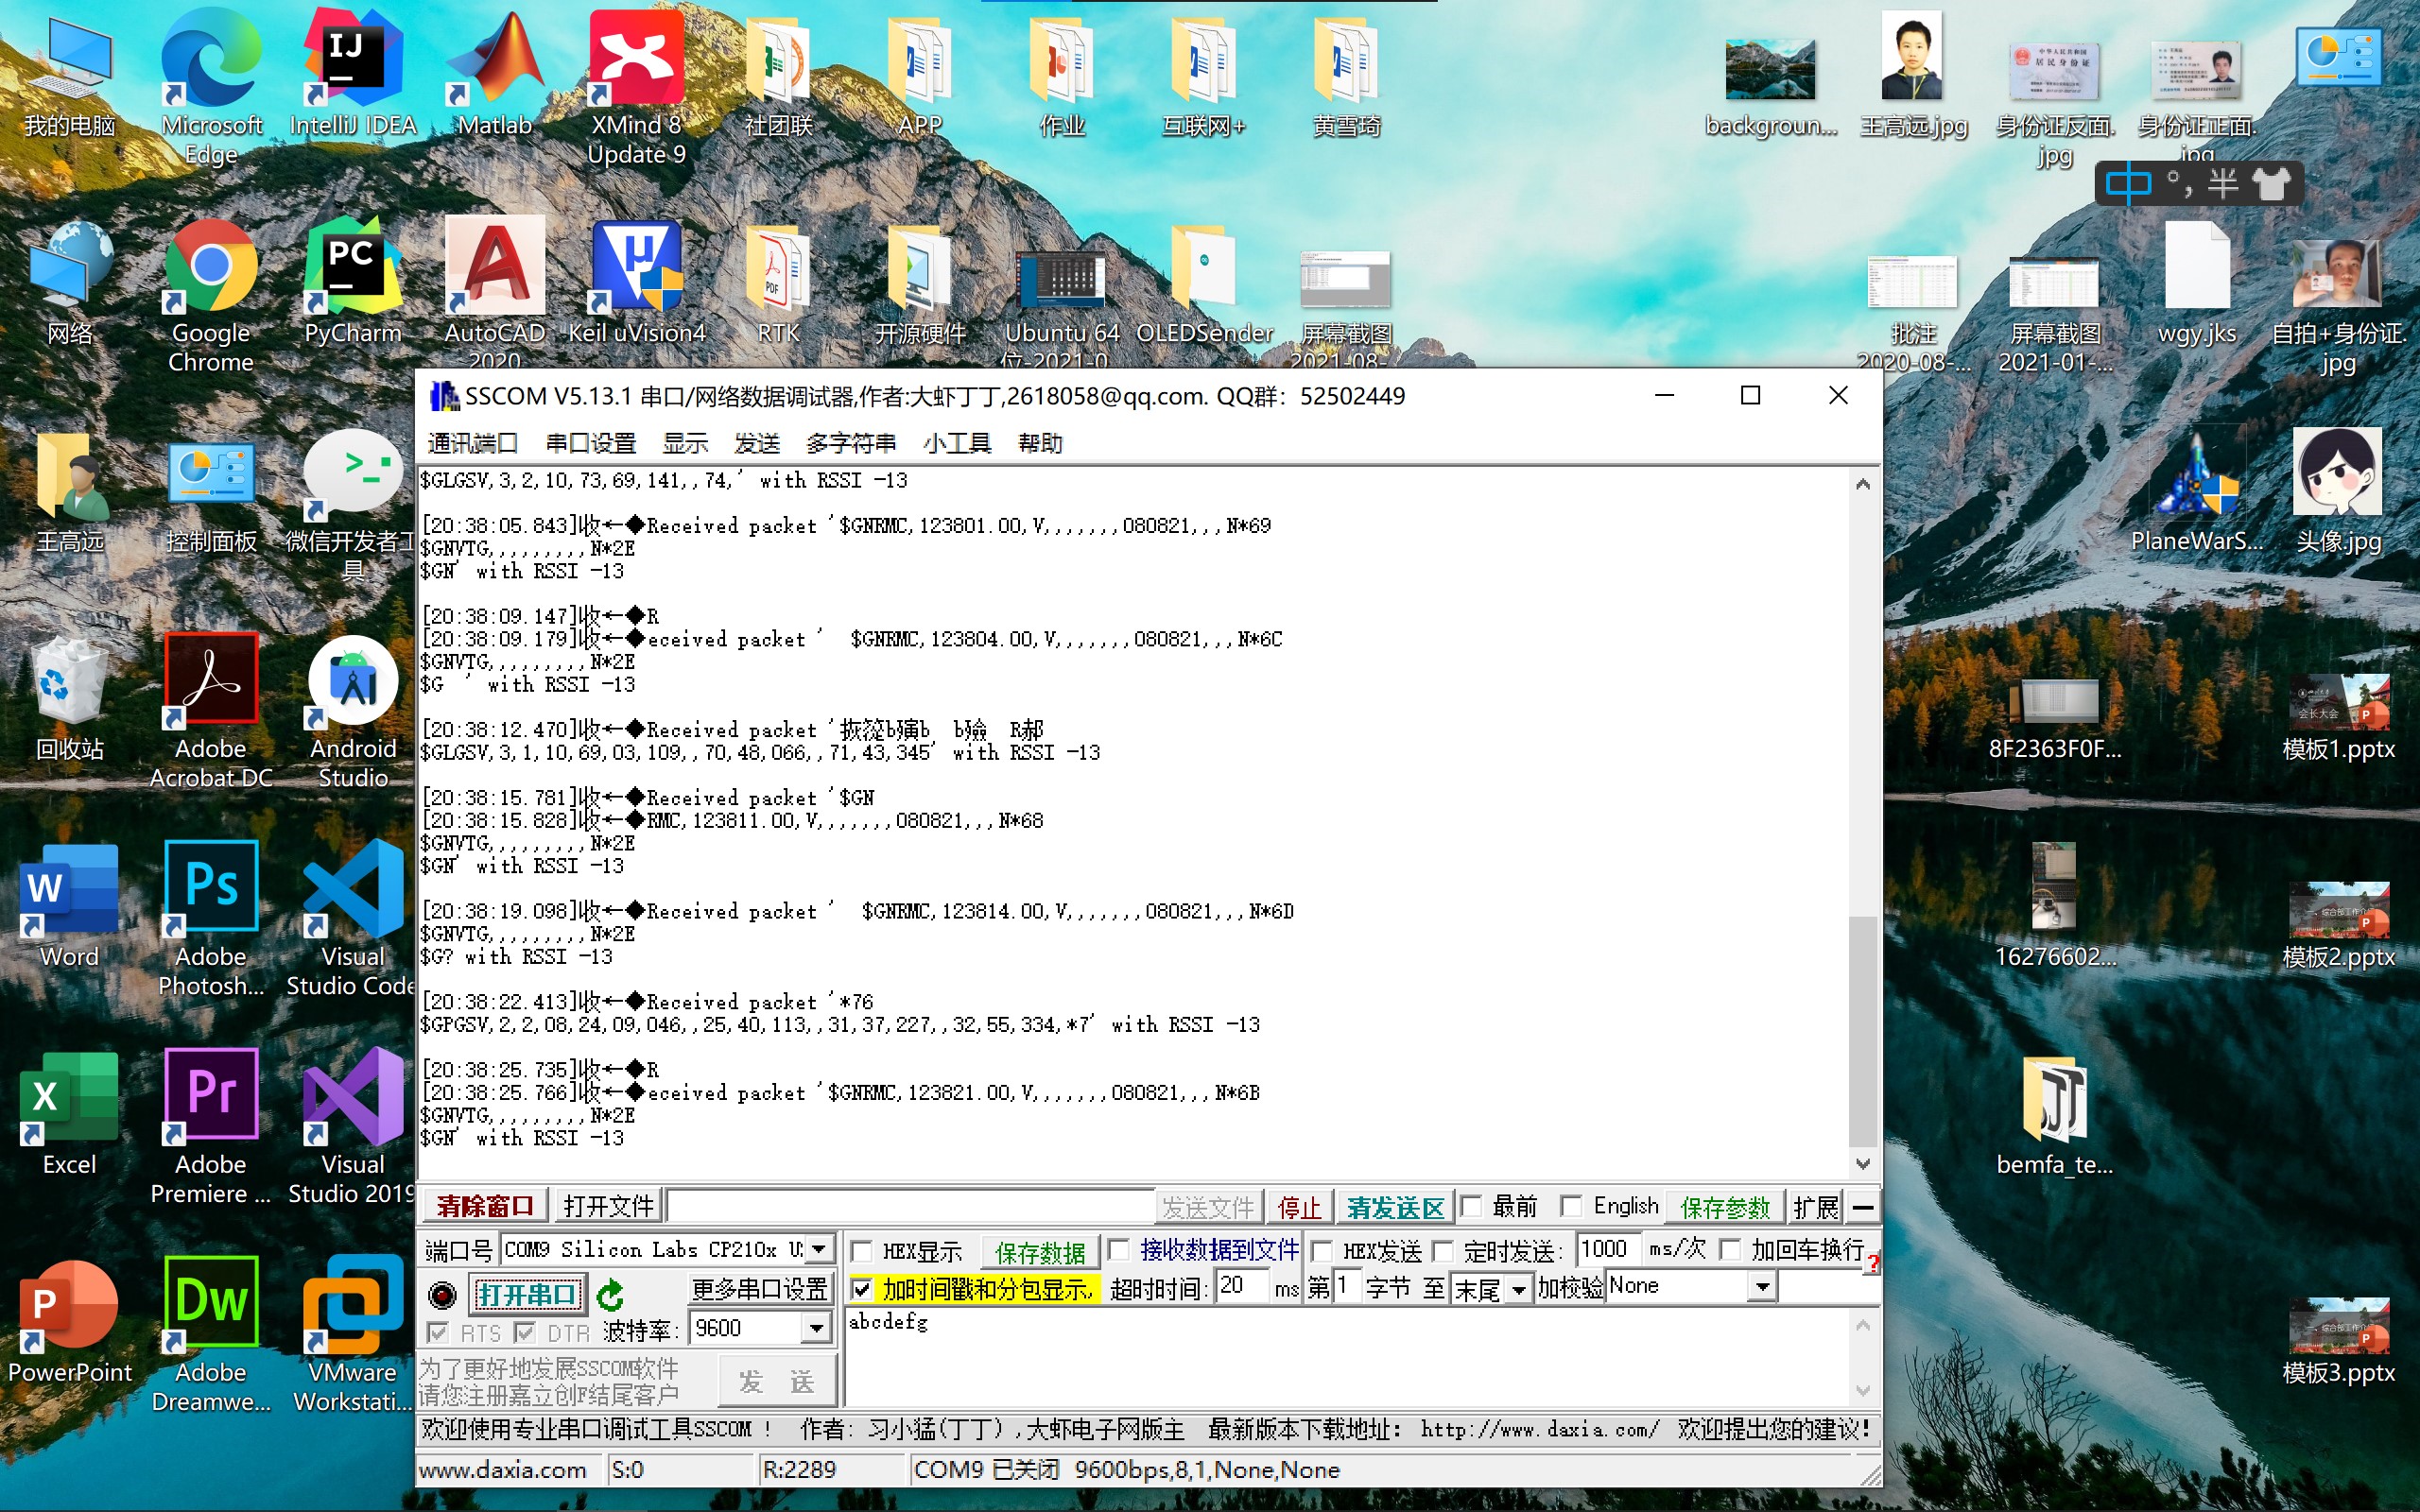 我的电脑
Microsoft Edge
IntelliJ IDEA
Matlab
XMind 8 Update 9
社团联
APP
作业
互联网+
黄雪琦
backgroun...
王高远.jpg
身份证反面.jpg
身份证正面.jpg
中 °, 半
网络
Google Chrome
PyCharm
AutoCAD 2020
Keil uVision4
RTK
开源硬件
Ubuntu 64 位-2021-0...
OLEDSender
屏幕截图 2021-08-...
批注 2020-08-...
屏幕截图 2021-01-...
wgy.jks
自拍+身份证.jpg
王高远
控制面板
微信开发者工具
PlaneWarS...
头像.jpg
回收站
Adobe Acrobat DC
Android Studio
8F2363F0F...
模板1.pptx
Word
Adobe Photosh...
Visual Studio Code
16276602...
模板2.pptx
Excel
Adobe Premiere ...
Visual Studio 2019
bemfa_te...
PowerPoint
Adobe Dreamwe...
VMware Workstati...
模板3.pptx
SSCOM V5.13.1 串口/网络数据调试器,作者:大虾丁丁,2618058@qq.com. QQ群: 52502449
通讯端口 串口设置 显示 发送 多字符串 小工具 帮助
$GLGSV,3,2,10,73,69,141,,74,' with RSSI -13
[20:38:05.843]收←◆Received packet '$GNRMC,123801.00,V,,,,,,,080821,,,N*69
$GNVTG,,,,,,,,,N*2E
$GN' with RSSI -13
[20:38:09.147]收←◆R
[20:38:09.179]收←◆eceived packet '  $GNRMC,123804.00,V,,,,,,,080821,,,N*6C
$GNVTG,,,,,,,,,N*2E
$G  ' with RSSI -13
[20:38:12.470]收←◆Received packet '
$GLGSV,3,1,10,69,03,109,,70,48,066,,71,43,345' with RSSI -13
[20:38:15.781]收←◆Received packet '$GN
[20:38:15.828]收←◆RMC,123811.00,V,,,,,,,080821,,,N*68
$GNVTG,,,,,,,,,N*2E
$GN' with RSSI -13
[20:38:19.098]收←◆Received packet '  $GNRMC,123814.00,V,,,,,,,080821,,,N*6D
$GNVTG,,,,,,,,,N*2E
$G? with RSSI -13
[20:38:22.413]收←◆Received packet '*76
$GPGSV,2,2,08,24,09,046,,25,40,113,,31,37,227,,32,55,334,*7' with RSSI -13
[20:38:25.735]收←◆R
[20:38:25.766]收←◆eceived packet '$GNRMC,123821.00,V,,,,,,,080821,,,N*6B
$GNVTG,,,,,,,,,N*2E
$GN' with RSSI -13
清除窗口 打开文件 发送文件 停止 清发送区 最前 English 保存参数 扩展 —
端口号 COM9 Silicon Labs CP210x U HEX显示 保存数据 接收数据到文件 HEX发送 定时发送: 1000 ms/次 加回车换行 ?
打开串口 更多串口设置 加时间戳和分包显示, 超时时间: 20 ms 第 1 字节 至 末尾 加校验 None
RTS DTR 波特率: 9600
abcdefg
为了更好地发展SSCOM软件
请您注册嘉立创F结尾客户
发 送
欢迎使用专业串口调试工具SSCOM ! 作者: 习小猛(丁丁),大虾电子网版主 最新版本下载地址: http://www.daxia.com/ 欢迎提出您的建议!
www.daxia.com S:0 R:2289 COM9 已关闭 9600bps,8,1,None,None